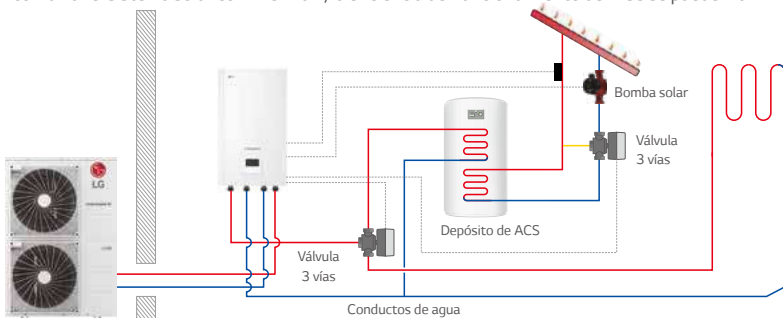 Bomba solar
Válvula
3 vías
LG
Depósito de ACS
Válvula
3 vías
Conductos de agua